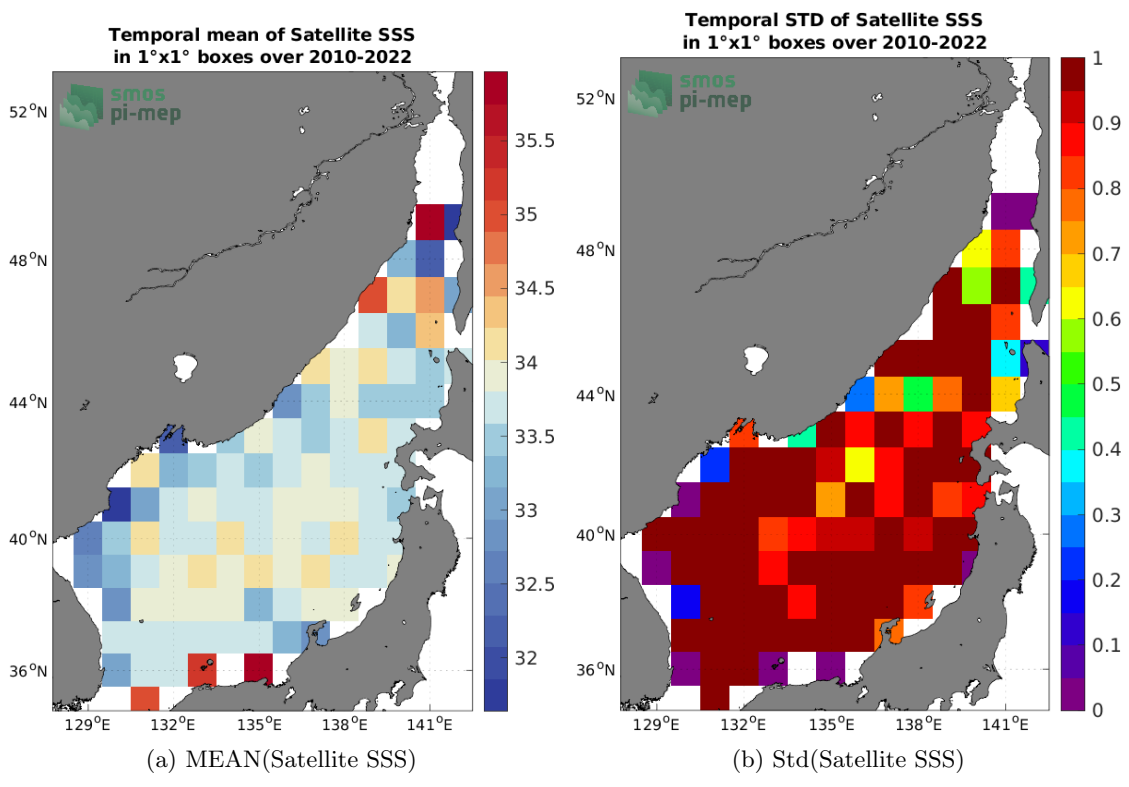 Temporal mean of Satellite SSS
in 1°x1° boxes over 2010-2022
smos
pi-mep
52°N
48°N
44°N
40°N
36°N
129°E 132°E 135°E 138°E 141°E
35.5
35
34.5
34
33.5
33
32.5
32
(a) MEAN(Satellite SSS)
Temporal STD of Satellite SSS
in 1°x1° boxes over 2010-2022
smos
pi-mep
52°N
48°N
44°N
40°N
36°N
129°E 132°E 135°E 138°E 141°E
1
0.9
0.8
0.7
0.6
0.5
0.4
0.3
0.2
0.1
0
(b) Std(Satellite SSS)